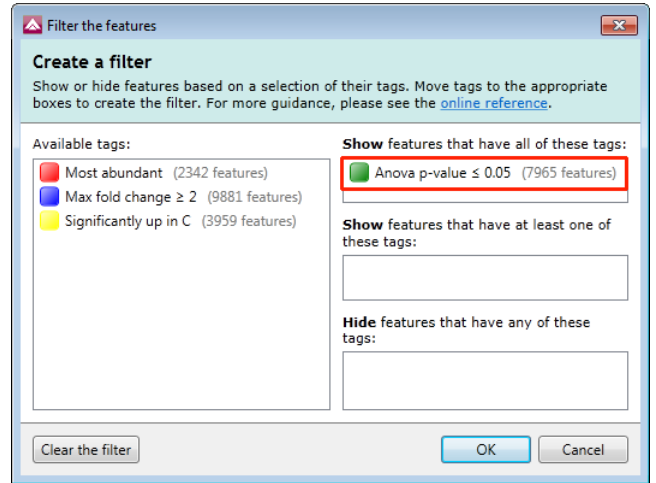 Filter the features
Create a filter
Show or hide features based on a selection of their tags. Move tags to the appropriate
boxes to create the filter. For more guidance, please see the online reference.
Available tags:
Most abundant (2342 features)
Max fold change ≥ 2 (9881 features)
Significantly up in C (3959 features)
Show features that have all of these tags:
Anova p-value ≤ 0.05 (7965 features)
Show features that have at least one of
these tags:
Hide features that have any of these
tags:
Clear the filter
OK
Cancel